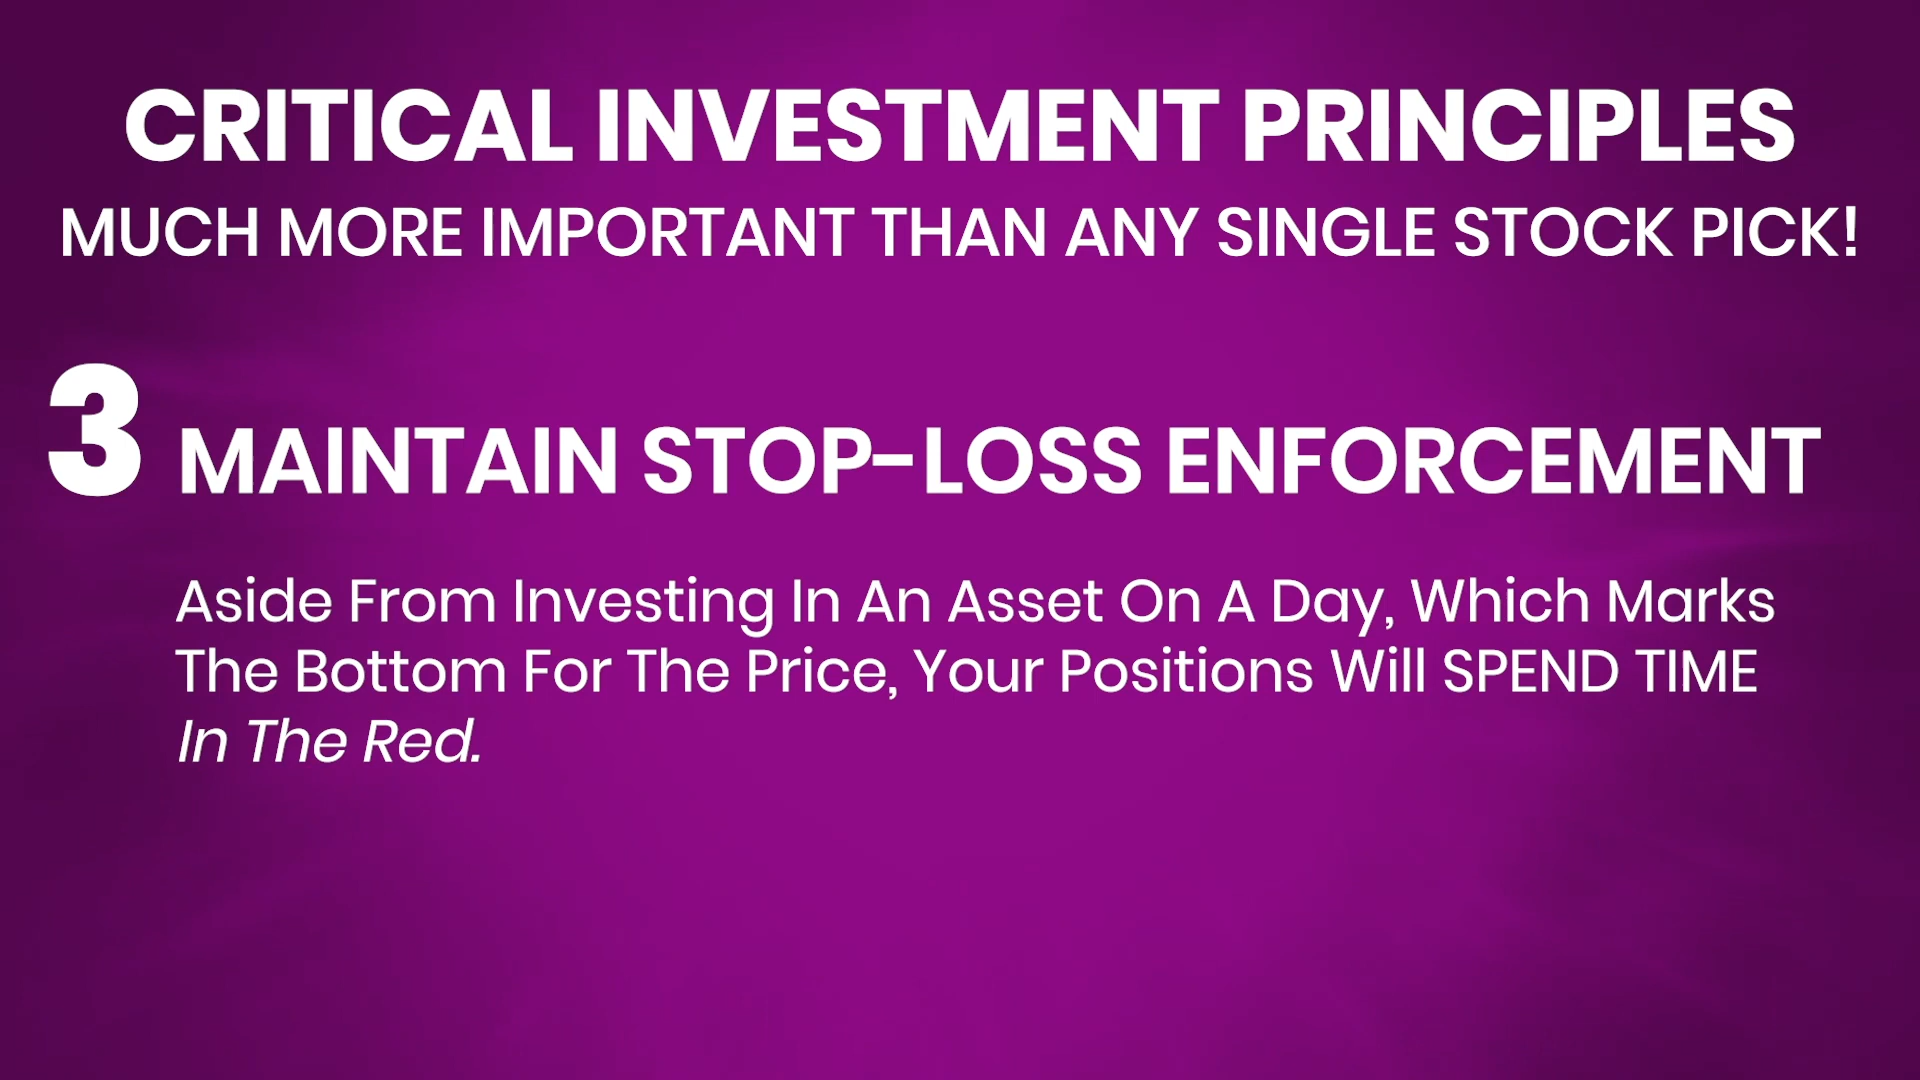 CRITICAL INVESTMENT PRINCIPLES
MUCH MORE IMPORTANT THAN ANY SINGLE STOCK PICK!
3 MAINTAIN STOP-LOSS ENFORCEMENT
Aside From Investing In An Asset On A Day, Which Marks
The Bottom For The Price, Your Positions Will SPEND TIME
In The Red.